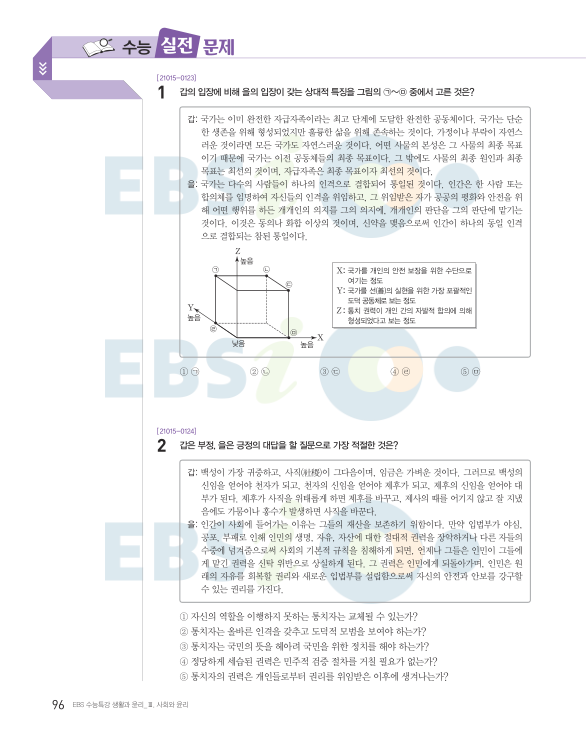 수능 실전 문제
[21015-0123]
1 갑의 입장에 비해 을의 입장이 갖는 상대적 특징을 그림의 ㉠~㉤ 중에서 고른 것은?
갑: 국가는 이미 완전한 자급자족이라는 최고 단계에 도달한 완전한 공동체이다. 국가는 단순
한 생존을 위해 형성되었지만 훌륭한 삶을 위해 존속하는 것이다. 가정이나 부락이 자연스
러운 것이라면 모든 국가도 자연스러운 것이다. 어떤 사물의 본성은 그 사물의 최종 목표
이기 때문에 국가는 이전 공동체들의 최종 목표이다. 그 밖에도 사물의 최종 원인과 최종
목표는 최선의 것이며, 자급자족은 최종 목표이자 최선의 것이다.
을: 국가는 다수의 사람들이 하나의 인격으로 결합되어 통일된 것이다. 인간은 한 사람 또는
합의체를 임명하여 자신들의 인격을 위임하고, 그 위임받은 자가 공공의 평화와 안전을 위
해 어떤 행위를 하든 개개인의 의지를 그의 의지에, 개개인의 판단을 그의 판단에 맡기는
것이다. 이것은 동의나 화합 이상의 것이며, 신약을 맺음으로써 인간이 하나의 동일 인격
으로 결합되는 참된 통일이다.
Z
높음
㉠ ㉡
㉢
Y
높음
㉣ ㉤
낮음 높음 X
X: 국가를 개인의 안전 보장을 위한 수단으로
여기는 정도
Y: 국가를 선(善)의 실현을 위한 가장 포괄적인
도덕 공동체로 보는 정도
Z: 통치 권력이 개인 간의 자발적 합의에 의해
형성되었다고 보는 정도
① ㉠ ② ㉡ ③ ㉢ ④ ㉣ ⑤ ㉤
[21015-0124]
2 갑은 부정, 을은 긍정의 대답을 할 질문으로 가장 적절한 것은?
갑: 백성이 가장 귀중하고, 사직(社稷)이 그다음이며, 임금은 가벼운 것이다. 그러므로 백성의
신임을 얻어야 천자가 되고, 천자의 신임을 얻어야 제후가 되고, 제후의 신임을 얻어야 대
부가 된다. 제후가 사직을 위태롭게 하면 제후를 바꾸고, 제사의 때를 어기지 않고 잘 지냈
음에도 가뭄이나 홍수가 발생하면 사직을 바꾼다.
을: 인간이 사회에 들어가는 이유는 그들의 재산을 보존하기 위함이다. 만약 입법부가 야심,
공포, 부패로 인해 인민의 생명, 자유, 자산에 대한 절대적 권력을 장악하거나 다른 자들의
수중에 넘겨줌으로써 사회의 기본적 규칙을 침해하게 되면, 언제나 그들은 인민이 그들에
게 맡긴 권력을 신탁 위반으로 상실하게 된다. 그 권력은 인민에게 되돌아가며, 인민은 원
래의 자유를 회복할 권리와 새로운 입법부를 설립함으로써 자신의 안전과 안보를 강구할
수 있는 권리를 가진다.
① 자신의 역할을 이행하지 못하는 통치자는 교체될 수 있는가?
② 통치자는 올바른 인격을 갖추고 도덕적 모범을 보여야 하는가?
③ 통치자는 국민의 뜻을 헤아려 국민을 위한 정치를 해야 하는가?
④ 정당하게 세습된 권력은 민주적 검증 절차를 거칠 필요가 없는가?
⑤ 통치자의 권력은 개인들로부터 권리를 위임받은 이후에 생겨나는가?
96 EBS 수능특강 생활과 윤리_ Ⅲ. 사회와 윤리
EBSi
EBSi
EBSi